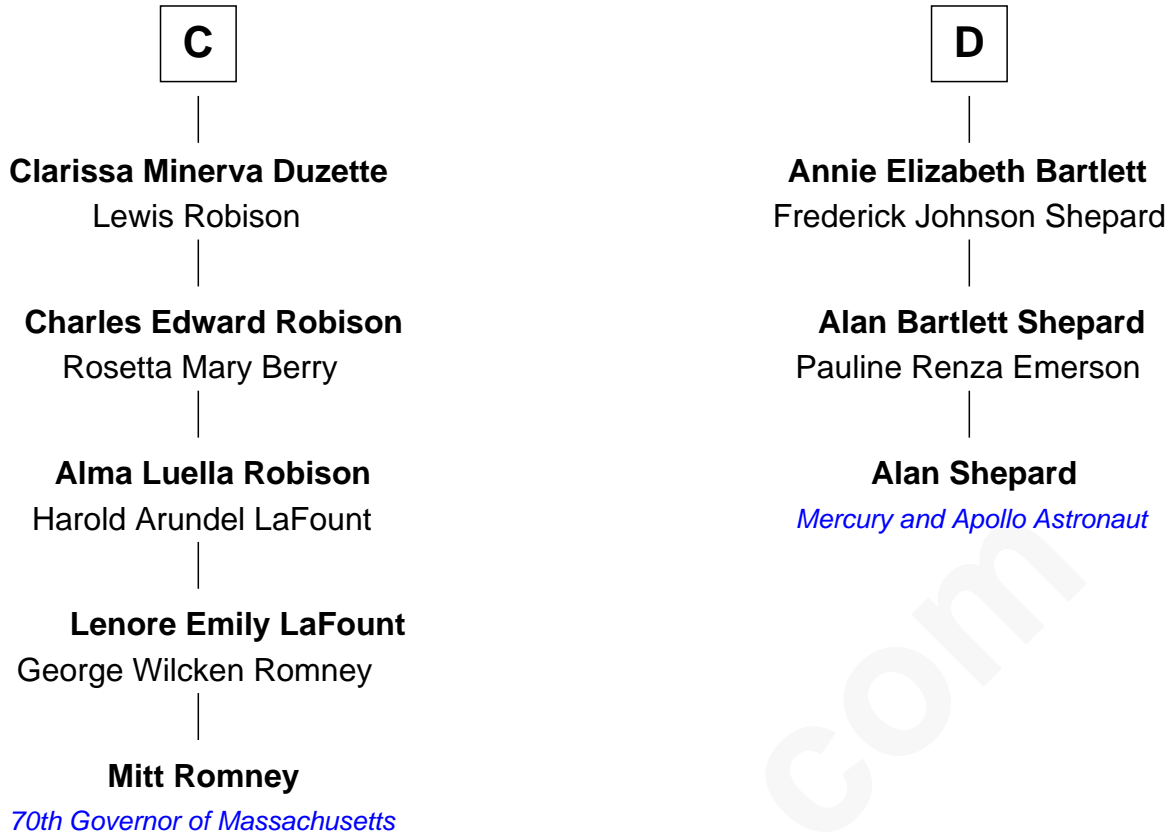 C
Clarissa Minerva Duzette
Lewis Robison
Charles Edward Robison
Rosetta Mary Berry
Alma Luella Robison
Harold Arundel LaFount
Lenore Emily LaFount
George Wilcken Romney
Mitt Romney
70th Governor of Massachusetts
D
Annie Elizabeth Bartlett
Frederick Johnson Shepard
Alan Bartlett Shepard
Pauline Renza Emerson
Alan Shepard
Mercury and Apollo Astronaut
com